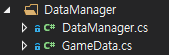 DataManager
C# DataManager.cs
C# GameData.cs